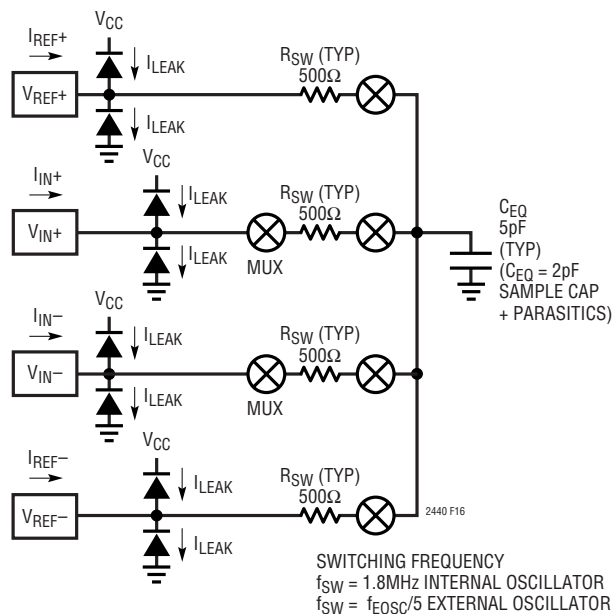 VCC
IREF+
ILEAK
VREF+
ILEAK
RSW (TYP)
500Ω
VCC
IIN+
ILEAK
VIN+
ILEAK
MUX
RSW (TYP)
500Ω
CEQ
5pF
(TYP)
(CEQ = 2pF
SAMPLE CAP
+ PARASITICS)
VCC
IIN–
ILEAK
VIN–
ILEAK
MUX
RSW (TYP)
500Ω
VCC
IREF–
ILEAK
VREF–
ILEAK
RSW (TYP)
500Ω
2440 F16
SWITCHING FREQUENCY
fSW = 1.8MHz INTERNAL OSCILLATOR
fSW = fEOSC/5 EXTERNAL OSCILLATOR